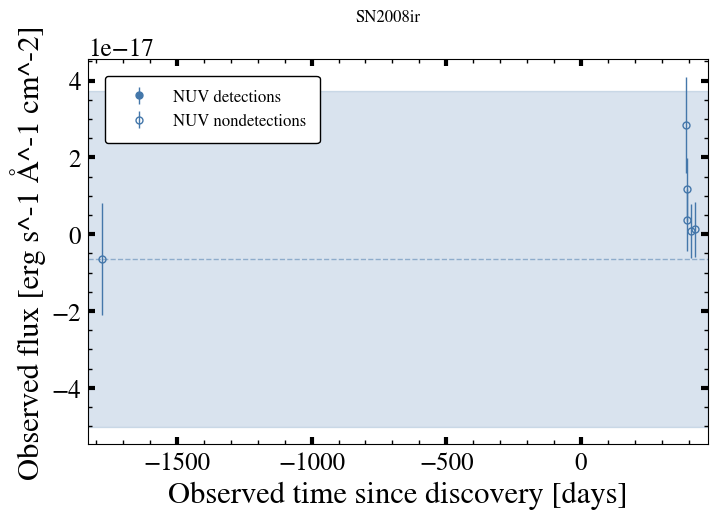 SN2008ir
1e−17
Observed flux [erg s^-1 Å^-1 cm^-2]
4
2
0
−2
−4
NUV detections
NUV nondetections
−1500
−1000
−500
0
Observed time since discovery [days]